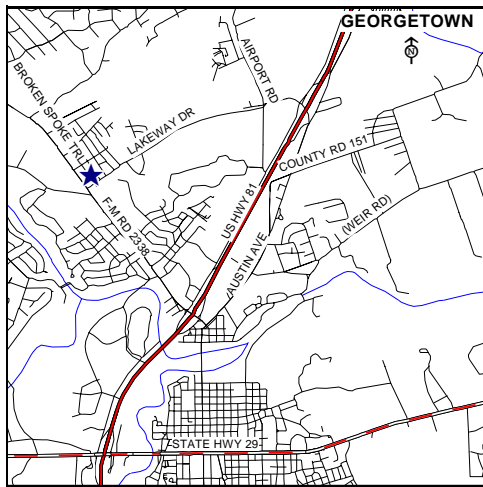 GEORGETOWN
N
BROKEN SPOKE TRL
AIRPORT RD
LAKEWAY DR
COUNTY RD 151
F-M RD 2338
US HWY 81
(WEIR RD)
AUSTIN AVE
STATE HWY 29